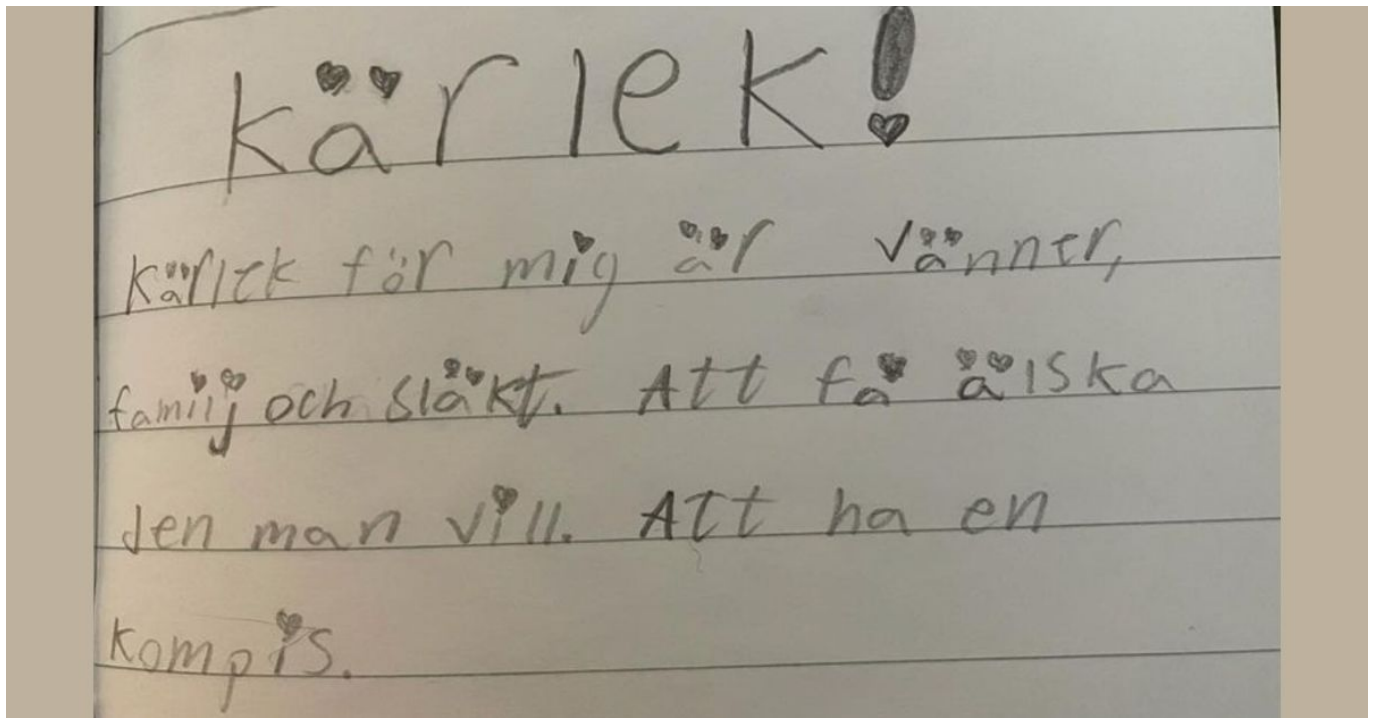 Kärlek!
Kärlek för mig är vänner,
familj och släkt. Att få älska
den man vill. Att ha en
kompis.